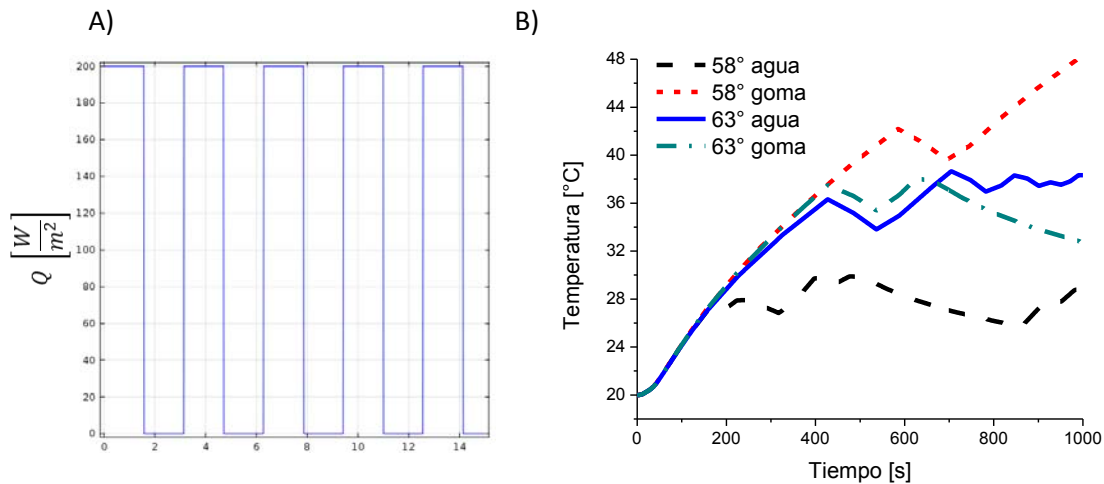 A)
200
180
160
140
120
100
80
60
40
20
0
0 2 4 6 8 10 12 14
Q [W/m²]
B)
58° agua
58° goma
63° agua
63° goma
48
44
40
36
32
28
24
20
0 200 400 600 800 1000
Temperatura [°C]
Tiempo [s]